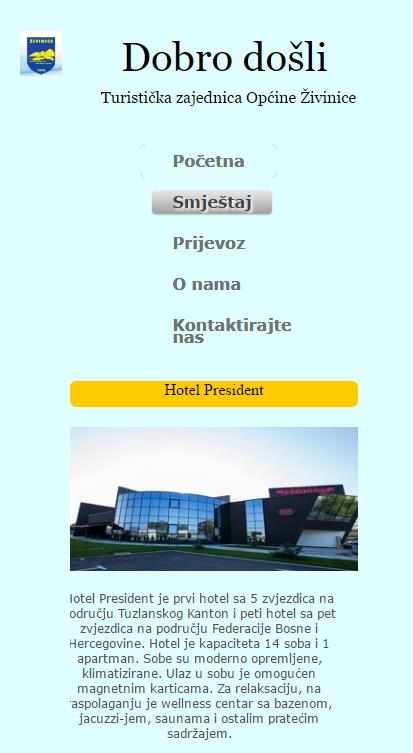 ŽIVINICE
Dobro došli
Turistička zajednica Općine Živinice
Početna
Smještaj
Prijevoz
O nama
Kontaktirajte
nas
Hotel President
Hotel President je prvi hotel sa 5 zvjezdica na
području Tuzlanskog Kanton i peti hotel sa pet
zvjezdica na području Federacije Bosne i
Hercegovine. Hotel je kapaciteta 14 soba i 1
apartman. Sobe su moderno opremljene,
klimatizirane. Ulaz u sobu je omogućen
magnetnim karticama. Za relaksaciju, na
raspolaganju je wellness centar sa bazenom,
jacuzzi-jem, saunama i ostalim pratećim
sadržajem.